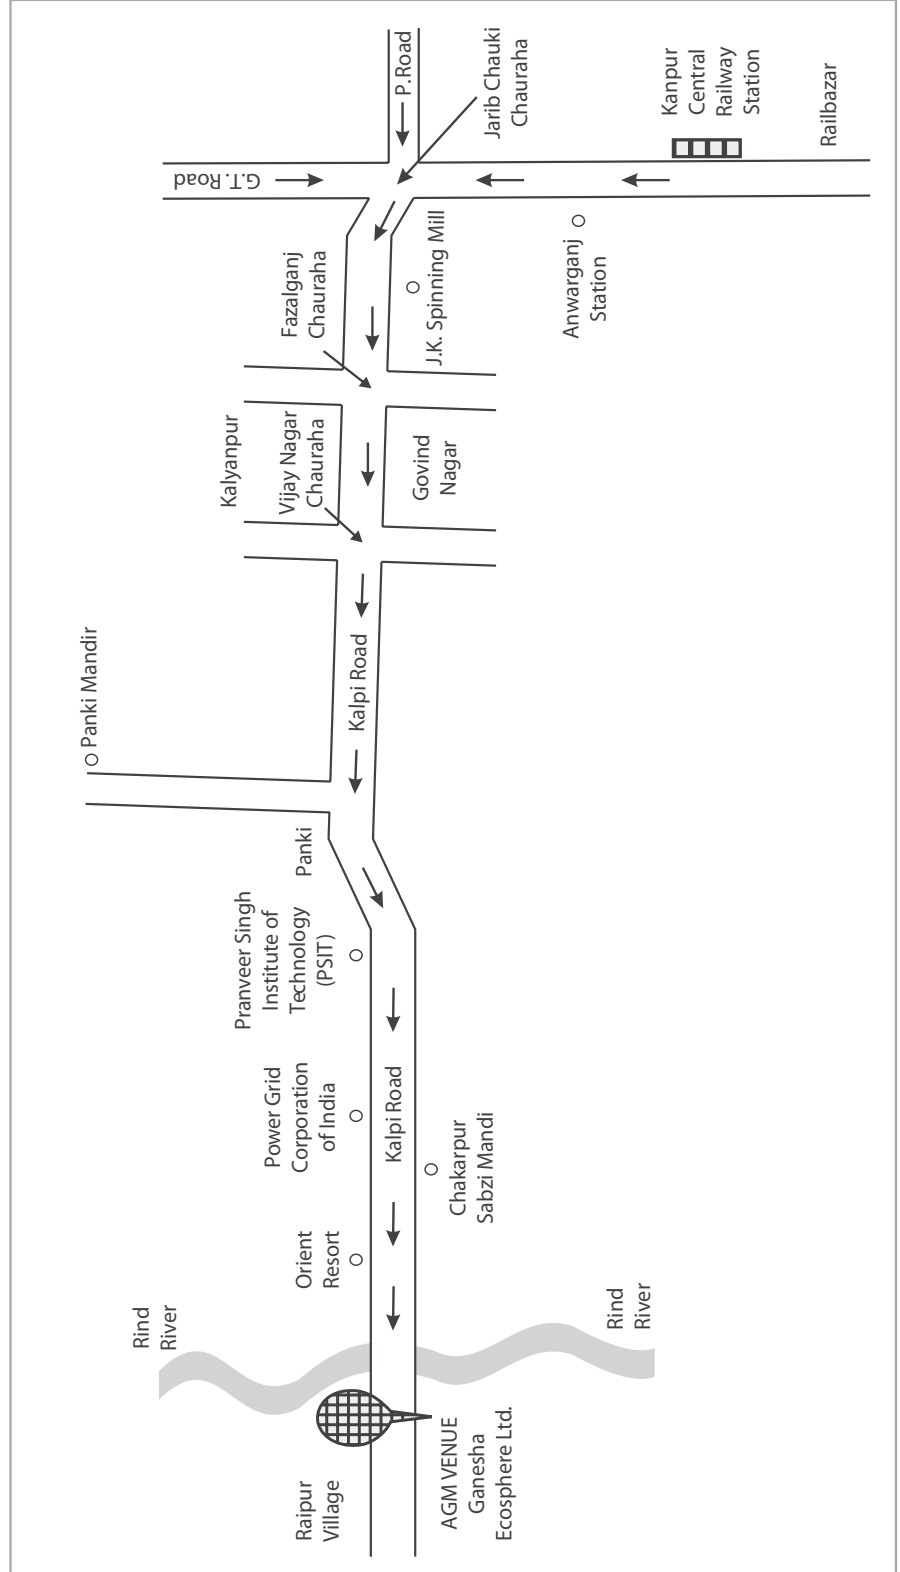 P.Road
Jarib Chauki
Chauraha
Kanpur
Central
Railway
Station
Railbazar
G.T. Road
Fazalganj
Chauraha
J.K. Spinning Mill
Anwarganj
Station
Kalyanpur
Vijay Nagar
Chauraha
Govind
Nagar
Panki Mandir
Kalpi Road
Panki
Pranveer Singh
Institute of
Technology
(PSIT)
Power Grid
Corporation
of India
Kalpi Road
Chakarpur
Sabzi Mandi
Orient
Resort
Rind
River
Rind
River
Raipur
Village
AGM VENUE
Ganesha
Ecosphere Ltd.